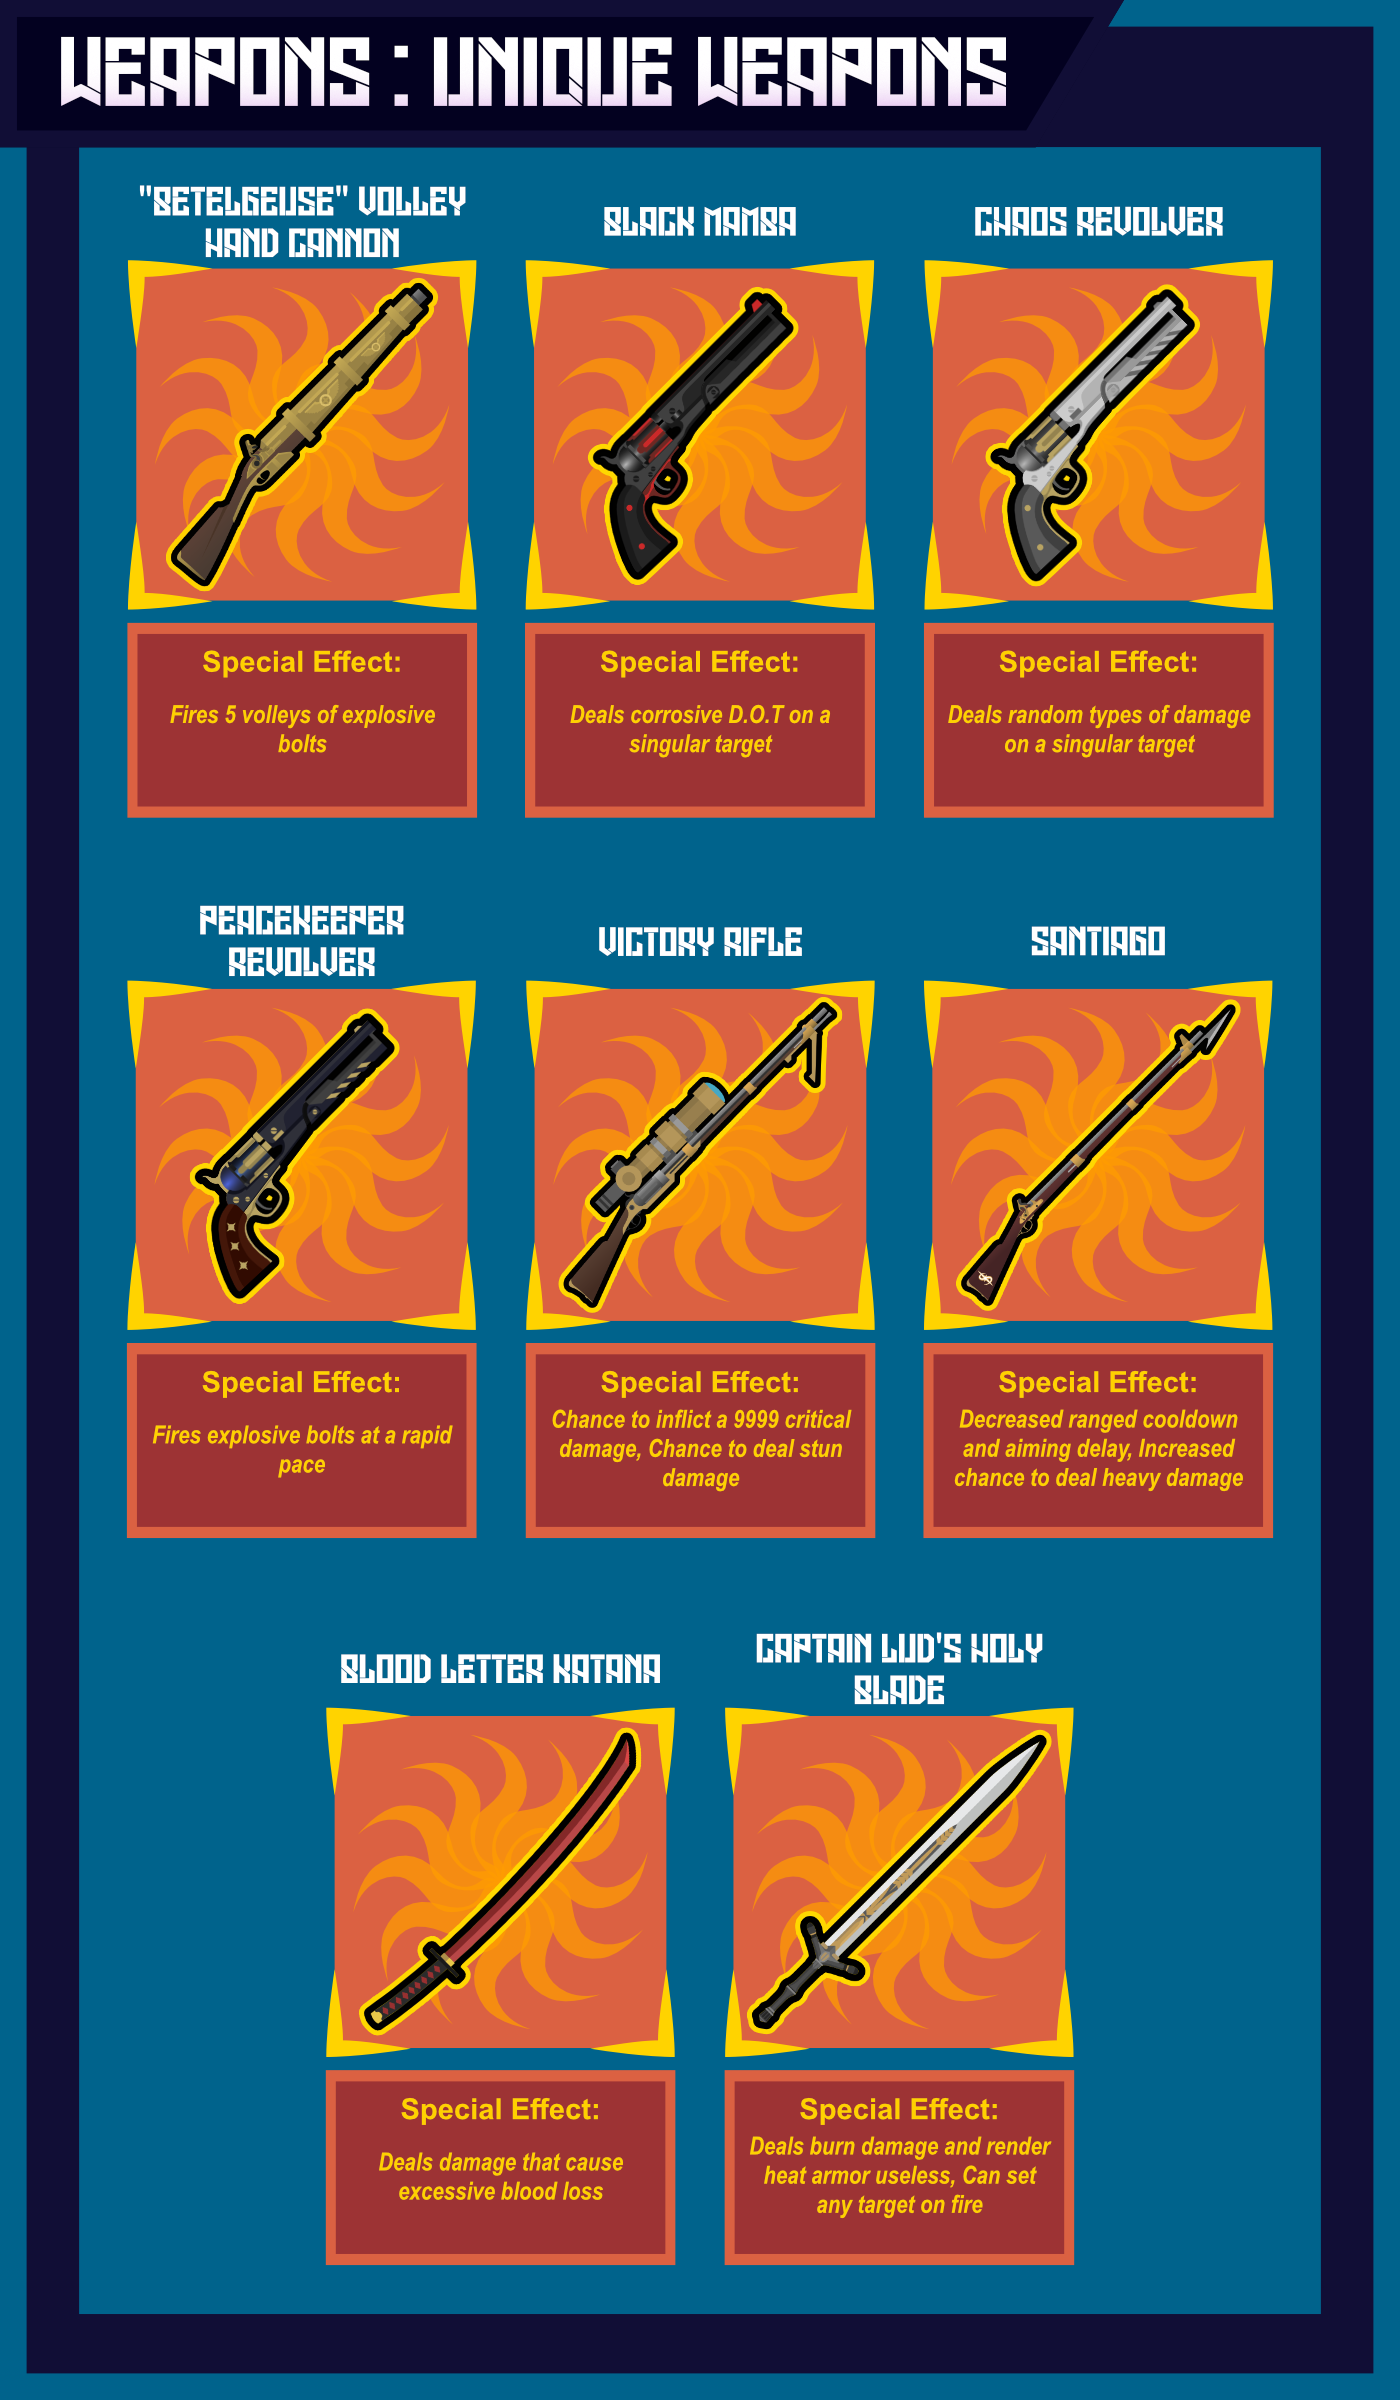 WEAPONS : UNIQUE WEAPONS
"BETELGEUSE" VOLLEY
HAND CANNON
BLACK MAMBA
CHAOS REVOLVER
Special Effect:
Fires 5 volleys of explosive
bolts
Special Effect:
Deals corrosive D.O.T on a
singular target
Special Effect:
Deals random types of damage
on a singular target
PEACEKEEPER
REVOLVER
VICTORY RIFLE
SANTIAGO
Special Effect:
Fires explosive bolts at a rapid
pace
Special Effect:
Chance to inflict a 9999 critical
damage, Chance to deal stun
damage
Special Effect:
Decreased ranged cooldown
and aiming delay, Increased
chance to deal heavy damage
BLOOD LETTER KATANA
CAPTAIN LUD'S HOLY
BLADE
Special Effect:
Deals damage that cause
excessive blood loss
Special Effect:
Deals burn damage and render
heat armor useless, Can set
any target on fire